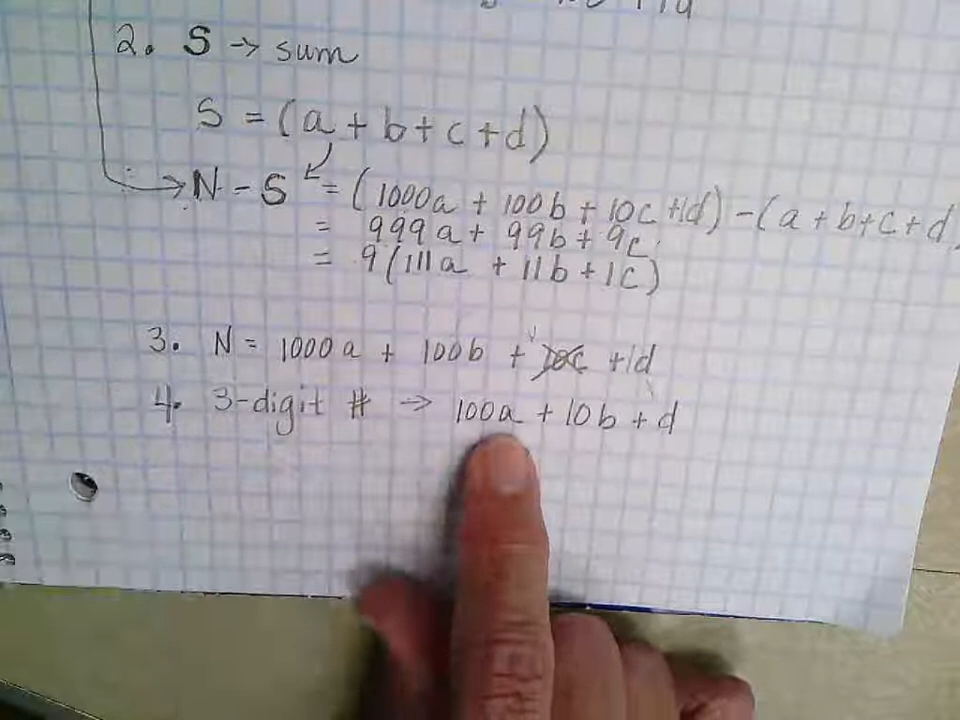 2. S → sum
S = (a + b + c + d)
→ N - S = (1000a + 100b + 10c + 1d) - (a + b + c + d)
= 999a + 99b + 9c
= 9(111a + 11b + 1c)
3. N = 1000a + 100b + 10c + 1d
4. 3-digit # → 100a + 10b + d